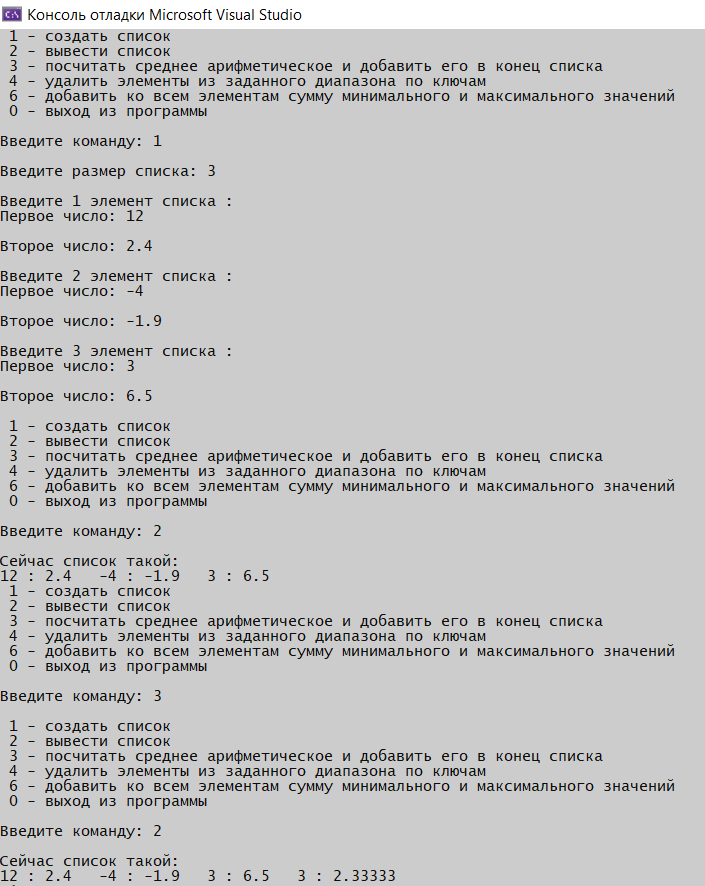 Консоль отладки Microsoft Visual Studio
1 - создать список
2 - вывести список
3 - посчитать среднее арифметическое и добавить его в конец списка
4 - удалить элементы из заданного диапазона по ключам
6 - добавить ко всем элементам сумму минимального и максимального значений
0 - выход из программы
Введите команду: 1
Введите размер списка: 3
Введите 1 элемент списка :
Первое число: 12
Второе число: 2.4
Введите 2 элемент списка :
Первое число: -4
Второе число: -1.9
Введите 3 элемент списка :
Первое число: 3
Второе число: 6.5
1 - создать список
2 - вывести список
3 - посчитать среднее арифметическое и добавить его в конец списка
4 - удалить элементы из заданного диапазона по ключам
6 - добавить ко всем элементам сумму минимального и максимального значений
0 - выход из программы
Введите команду: 2
Сейчас список такой:
12 : 2.4   -4 : -1.9   3 : 6.5
1 - создать список
2 - вывести список
3 - посчитать среднее арифметическое и добавить его в конец списка
4 - удалить элементы из заданного диапазона по ключам
6 - добавить ко всем элементам сумму минимального и максимального значений
0 - выход из программы
Введите команду: 3
1 - создать список
2 - вывести список
3 - посчитать среднее арифметическое и добавить его в конец списка
4 - удалить элементы из заданного диапазона по ключам
6 - добавить ко всем элементам сумму минимального и максимального значений
0 - выход из программы
Введите команду: 2
Сейчас список такой:
12 : 2.4   -4 : -1.9   3 : 6.5   3 : 2.33333